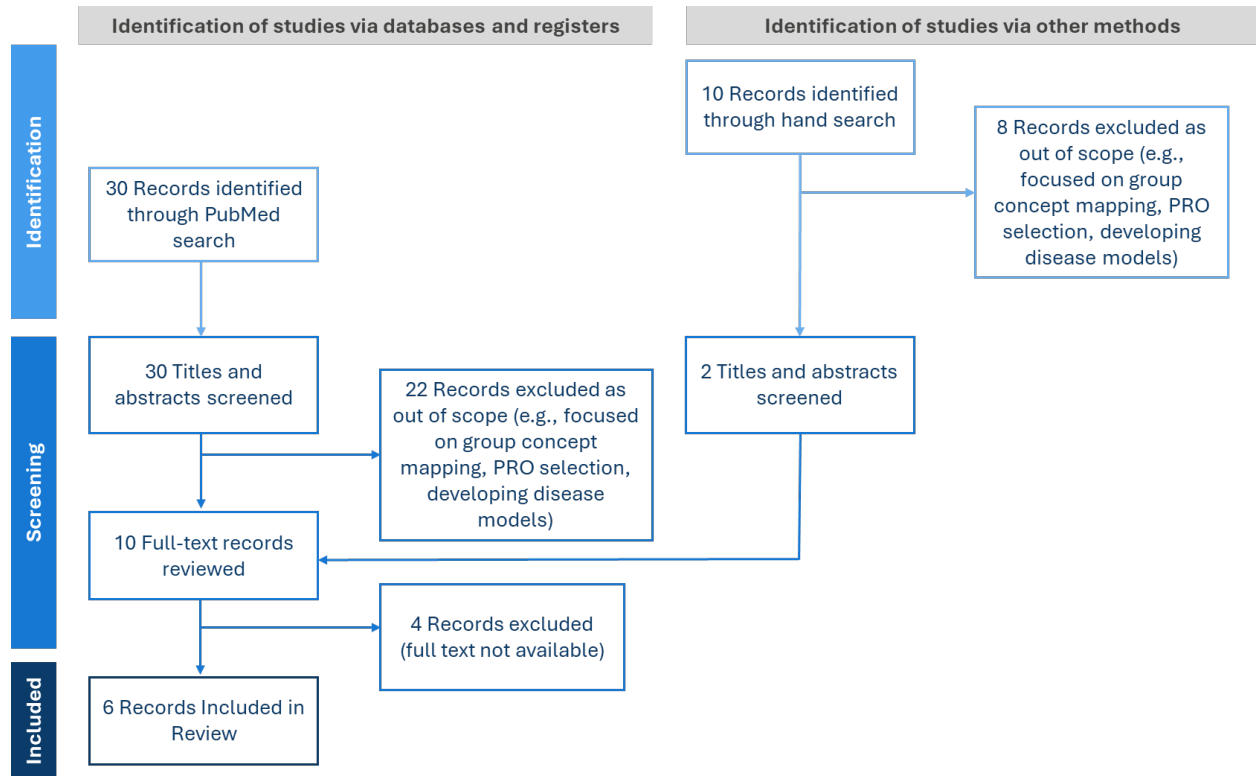 Identification of studies via databases and registers
Identification of studies via other methods
Identification
10 Records identified
through hand search
8 Records excluded as
out of scope (e.g.,
focused on group
concept mapping, PRO
selection, developing
disease models)
30 Records identified
through PubMed
search
Screening
30 Titles and
abstracts screened
2 Titles and abstracts
screened
22 Records excluded as
out of scope (e.g., focused
on group concept
mapping, PRO selection,
developing disease
models)
10 Full-text records
reviewed
4 Records excluded
(full text not available)
Included
6 Records Included in
Review